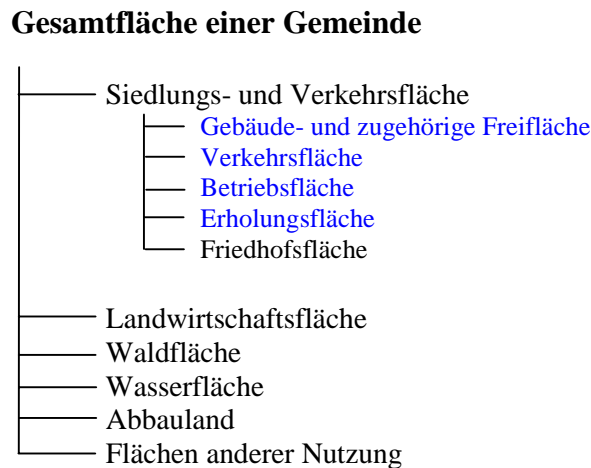 Gesamtfläche einer Gemeinde
Siedlungs- und Verkehrsfläche
Gebäude- und zugehörige Freifläche
Verkehrsfläche
Betriebsfläche
Erholungsfläche
Friedhofsfläche
Landwirtschaftsfläche
Waldfläche
Wasserfläche
Abbauland
Flächen anderer Nutzung